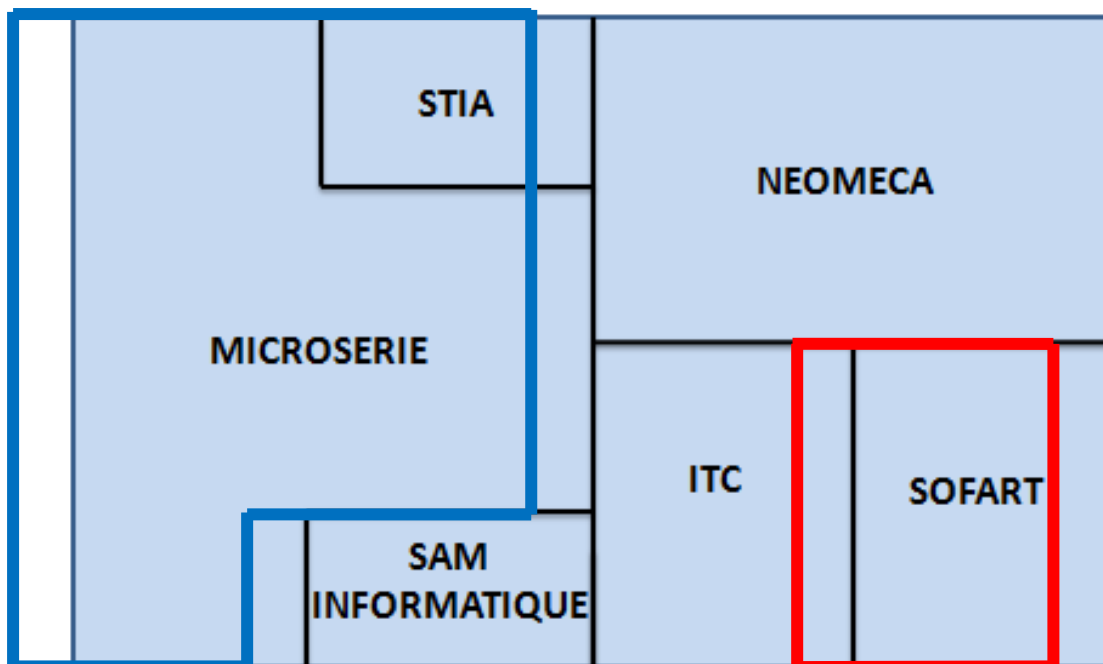 STIA
NEOMECA
MICROSERIE
ITC
SOFART
SAM
INFORMATIQUE